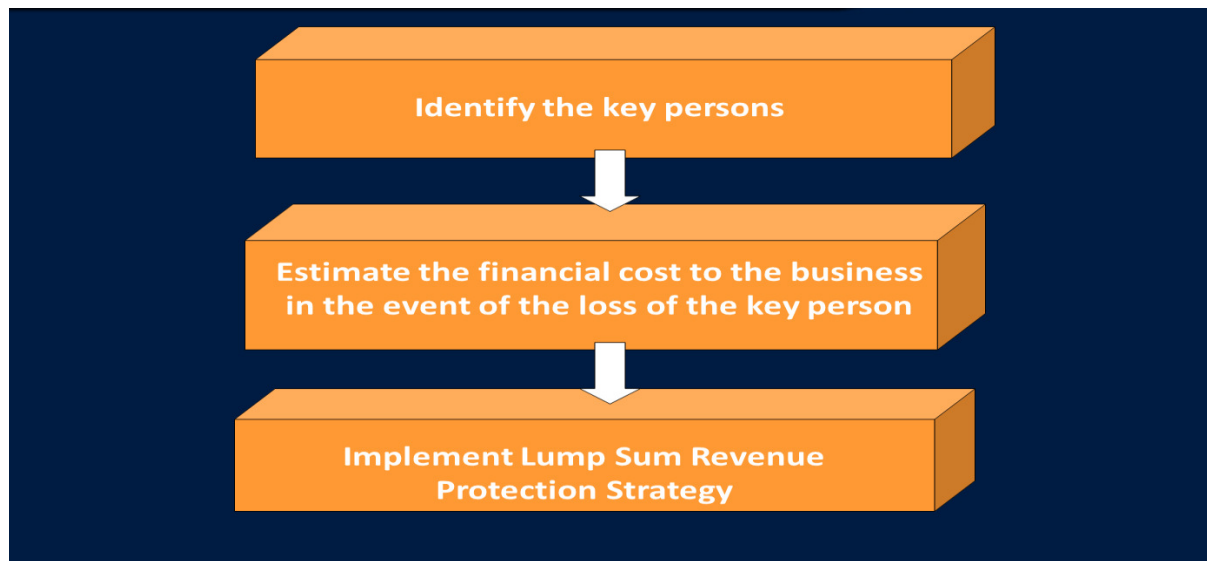 Identify the key persons
Estimate the financial cost to the business
in the event of the loss of the key person
Implement Lump Sum Revenue
Protection Strategy